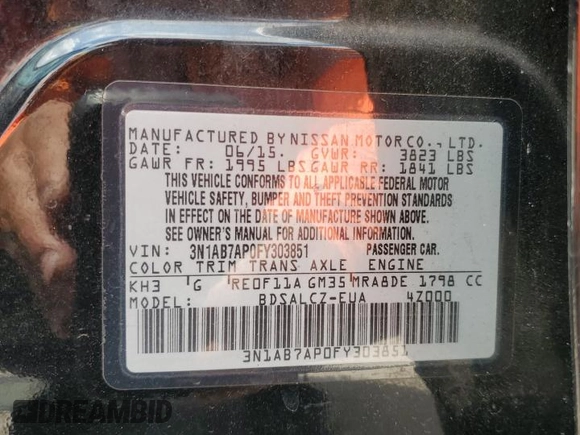 MANUFACTURED BY NISSAN MOTOR CO., LTD.
DATE: 06/15. GVWR: 3823 LBS
GAWR FR: 1995 LBS GAWR RR: 1841 LBS
THIS VEHICLE CONFORMS TO ALL APPLICABLE FEDERAL MOTOR
VEHICLE SAFETY, BUMPER AND THEFT PREVENTION STANDARDS
IN EFFECT ON THE DATE OF MANUFACTURE SHOWN ABOVE.
SEE OWNER'S MANUAL FOR ADDITIONAL INFORMATION.
VIN: 3N1AB7AP0FY303851 PASSENGER CAR.
COLOR TRIM TRANS AXLE ENGINE
KH3 G RE0F11A GM35 MRA8DE 1798 CC
MODEL: BDSALCZ-EUA 4Z000
3N1AB7AP0FY303851
DREAMBID